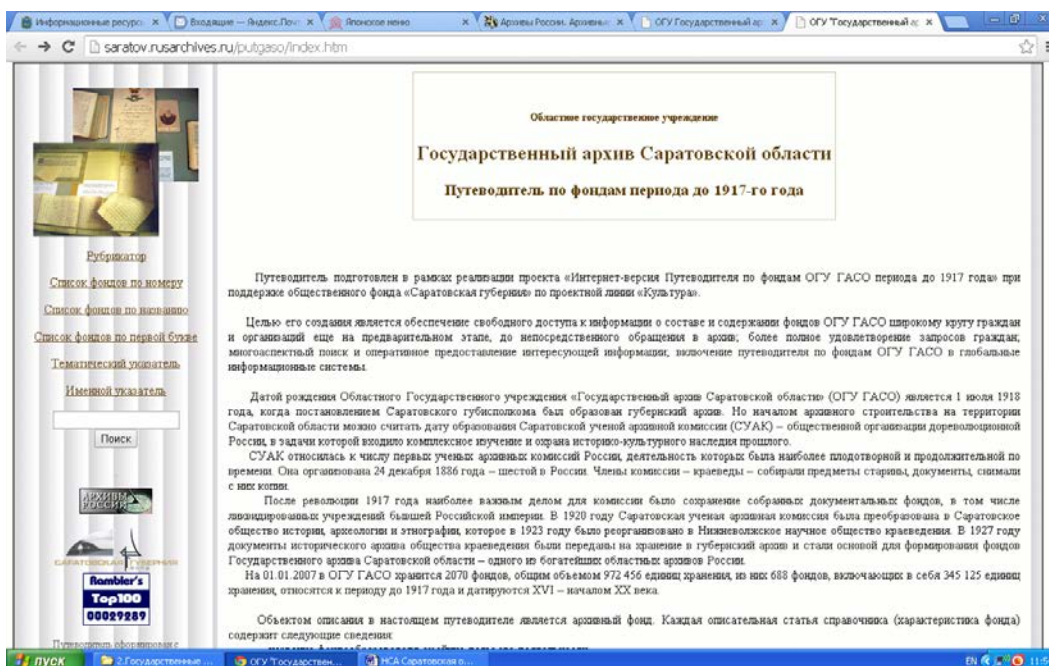 Информационные ресурс
Входящие — Яндекс.Поч
Японское меню
Архивы России. Архивны
ОГУ Государственный ар
ОГУ "Государственный а
saratov.rusarchives.ru/putgaso/index.htm
Областное государственное учреждение
Государственный архив Саратовской области
Путеводитель по фондам периода до 1917-го года
Рубрикатор
Список фондов по номеру
Список фондов по названию
Список фондов по первой букве
Тематический указатель
Именной указатель
Поиск
АРХИВЫ
РОССИИ
САРАТОВСКАЯ ГУБЕРНИЯ
Rambler's
Top100
00029289
Путеводитель сформирован с
Путеводитель подготовлен в рамках реализации проекта «Интернет-версия Путеводителя по фондам ОГУ ГАСО периода до 1917 года» при
поддержке общественного фонда «Саратовская губерния» по проектной линии «Культура».
Целью его создания является обеспечение свободного доступа к информации о составе и содержании фондов ОГУ ГАСО широкому кругу граждан
и организаций еще на предварительном этапе, до непосредственного обращения в архив; более полное удовлетворение запросов граждан;
многоаспектный поиск и оперативное предоставление интересующей информации; включение путеводителя по фондам ОГУ ГАСО в глобальные
информационные системы.
Датой рождения Областного Государственного учреждения «Государственный архив Саратовской области» (ОГУ ГАСО) является 1 июля 1918
года, когда постановлением Саратовского губисполкома был образован губернский архив. Но началом архивного строительства на территории
Саратовской области можно считать дату образования Саратовской ученой архивной комиссии (СУАК) – общественной организации дореволюционной
России, в задачи которой входило комплексное изучение и охрана историко-культурного наследия прошлого.
СУАК относилась к числу первых ученых архивных комиссий России, деятельность которых была наиболее плодотворной и продолжительной по
времени. Она организована 24 декабря 1886 года – шестой в России. Члены комиссии – краеведы – собирали предметы старины, документы, снимали
с них копии.
После революции 1917 года наиболее важным делом для комиссии было сохранение собранных документальных фондов, в том числе
ликвидированных учреждений бывшей Российской империи. В 1920 году Саратовская ученая архивная комиссия была преобразована в Саратовское
общество истории, археологии и этнографии, которое в 1923 году было реорганизовано в Нижневолжское научное общество краеведения. В 1927 году
документы исторического архива общества краеведения были переданы на хранение в губернский архив и стали основой для формирования фондов
Государственного архива Саратовской области – одного из богатейших областных архивов России.
На 01.01.2007 в ОГУ ГАСО хранится 2070 фондов, общим объемом 972 456 единиц хранения, из них 688 фондов, включающих в себя 345 125 единиц
хранения, относятся к периоду до 1917 года и датируются XVI – началом XX века.
Объектом описания в настоящем путеводителе является архивный фонд. Каждая описательная статья справочника (характеристика фонда)
содержит следующие сведения:
пуск
2.Государственные ...
ОГУ "Государствен...
НСА Саратовская о...
EN